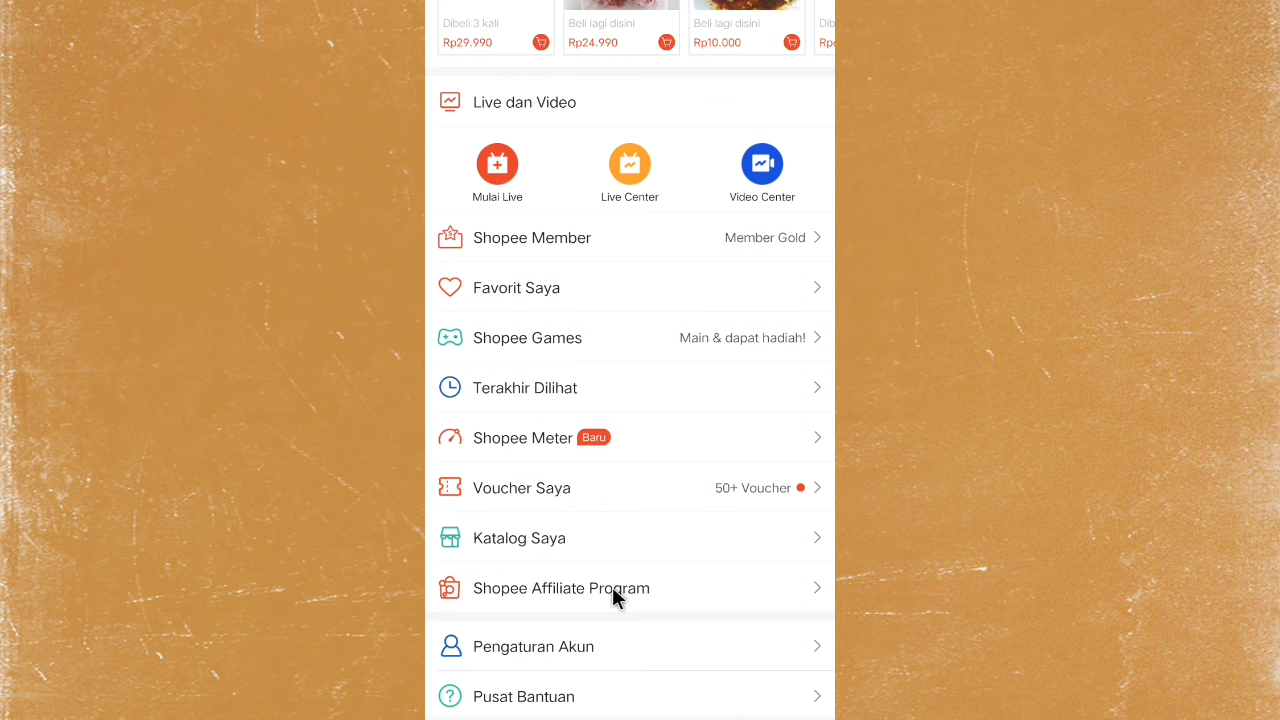 Dibeli 3 kali
Rp29.990
Beli lagi disini
Rp24.990
Beli lagi disini
Rp10.000
Live dan Video
Mulai Live
Live Center
Video Center
Shopee Member
Member Gold
Favorit Saya
Shopee Games
Main & dapat hadiah!
Terakhir Dilihat
Shopee Meter
Baru
Voucher Saya
50+ Voucher
Katalog Saya
Shopee Affiliate Program
Pengaturan Akun
Pusat Bantuan